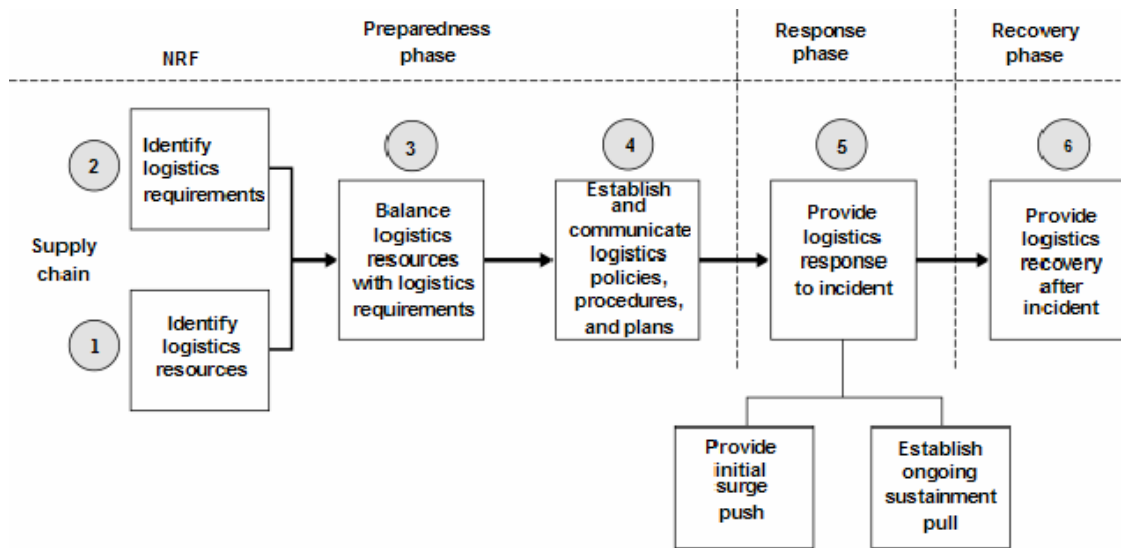 NRF
Preparedness
phase
Response
phase
Recovery
phase
2
Identify
logistics
requirements
Supply
chain
1
Identify
logistics
resources
3
Balance
logistics
resources
with logistics
requirements
4
Establish
and
communicate
logistics
policies,
procedures,
and plans
5
Provide
logistics
response
to incident
6
Provide
logistics
recovery
after
incident
Provide
initial
surge
push
Establish
ongoing
sustainment
pull